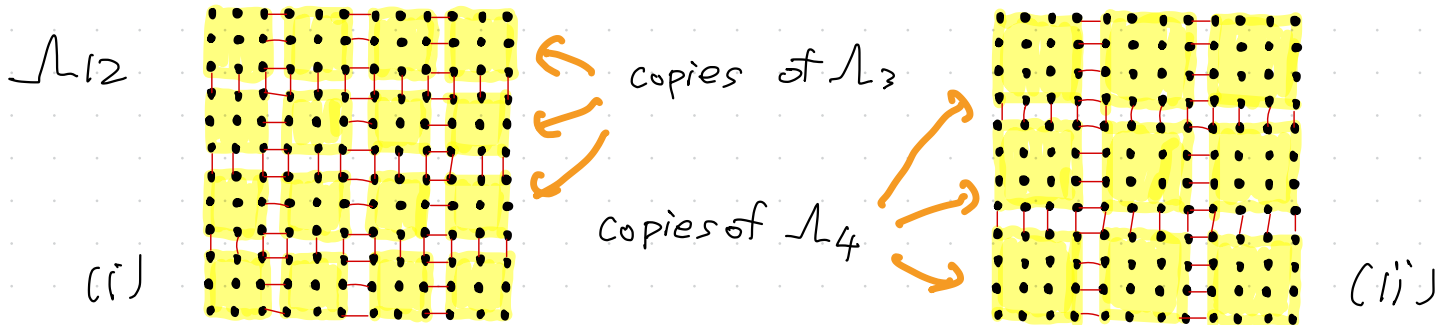 Λ12
copies of Λ3
copies of Λ4
(i)
(ii)